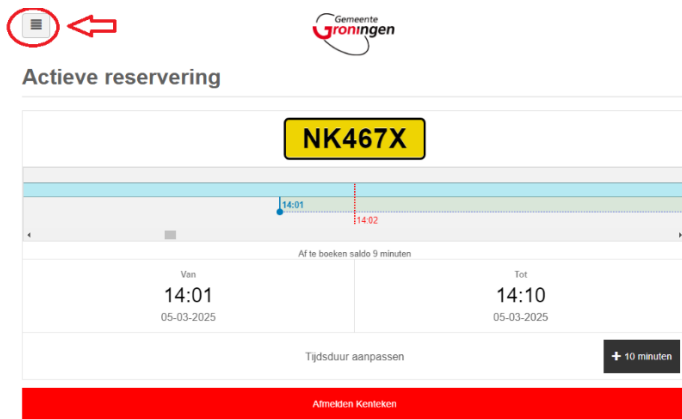 Gemeente
Groningen
Actieve reservering
NK467X
14:01
14:02
Af te boeken saldo 9 minuten
Van
Tot
14:01
14:10
05-03-2025
05-03-2025
Tijdsduur aanpassen
+ 10 minuten
Afmelden Kenteken